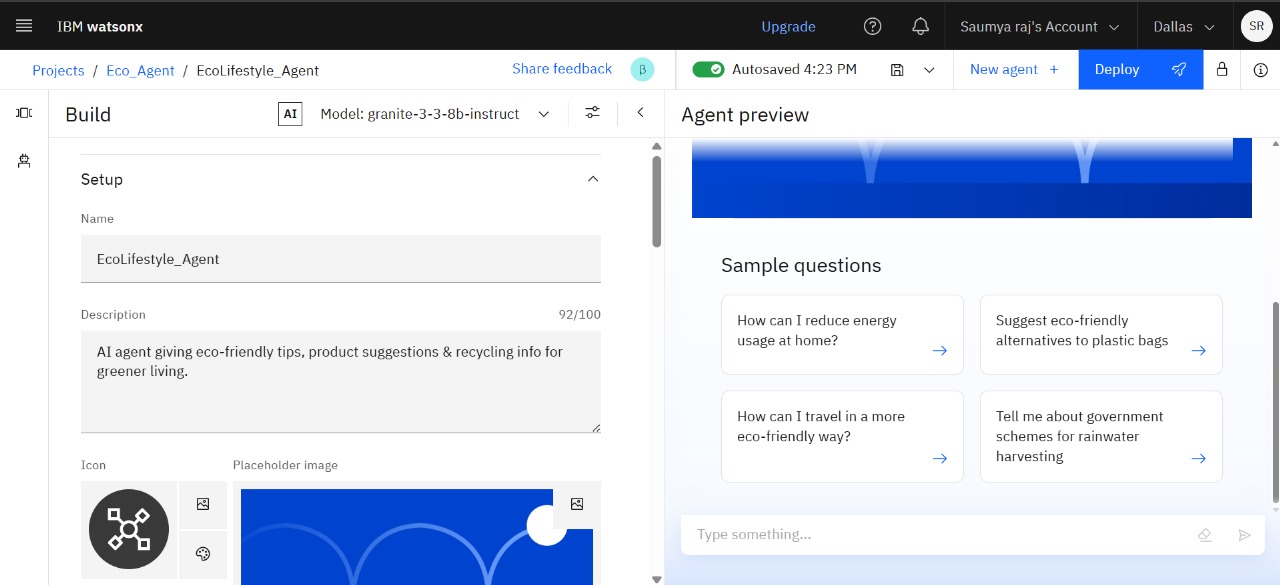 IBM watsonx
Upgrade
Saumya raj's Account
Dallas
SR
Projects / Eco_Agent / EcoLifestyle_Agent
Share feedback
β
Autosaved 4:23 PM
New agent +
Deploy
Build
AI
Model: granite-3-3-8b-instruct
Agent preview
Setup
Name
EcoLifestyle_Agent
Description
92/100
AI agent giving eco-friendly tips, product suggestions & recycling info for
greener living.
Icon
Placeholder image
Sample questions
How can I reduce energy
usage at home?
Suggest eco-friendly
alternatives to plastic bags
How can I travel in a more
eco-friendly way?
Tell me about government
schemes for rainwater
harvesting
Type something...